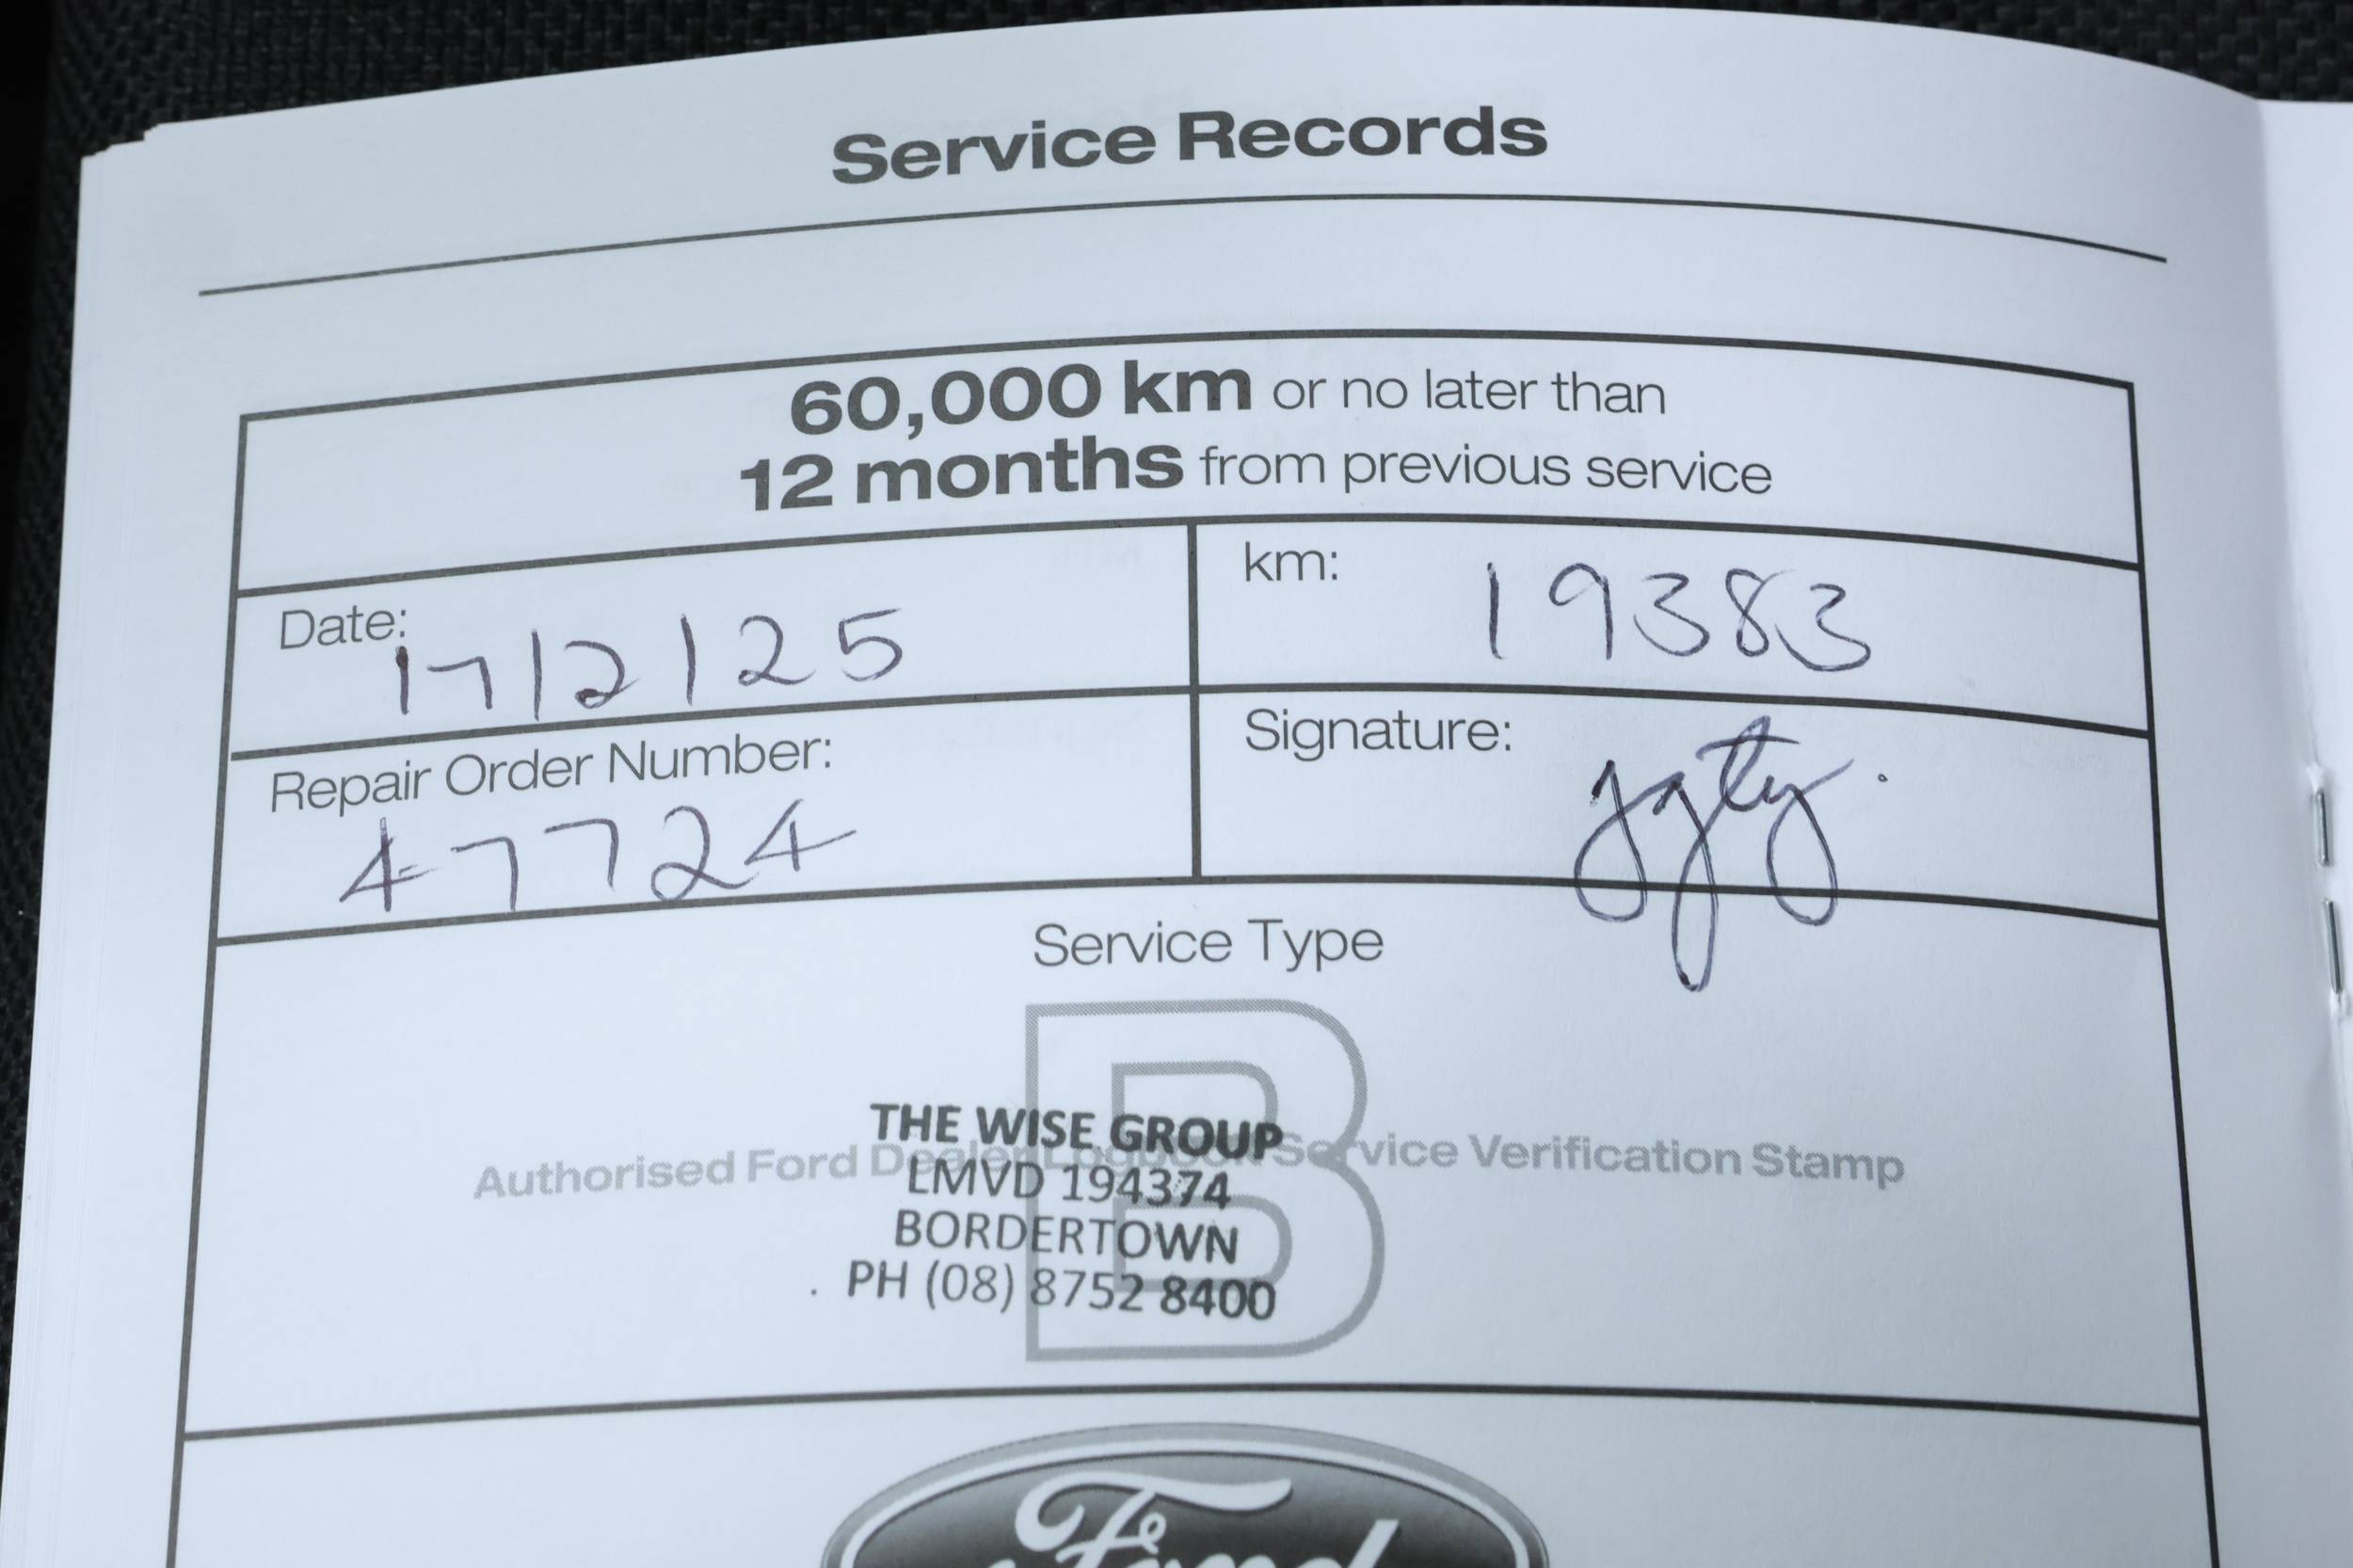 Service Records
60,000 km or no later than
12 months from previous service
Date: 17/2/25
km: 19383
Repair Order Number: 47724
Signature:
Service Type
B
Authorised Ford Dealer Logbook Service Verification Stamp
THE WISE GROUP
LMVD 194374
BORDERTOWN
PH (08) 8752 8400
Ford